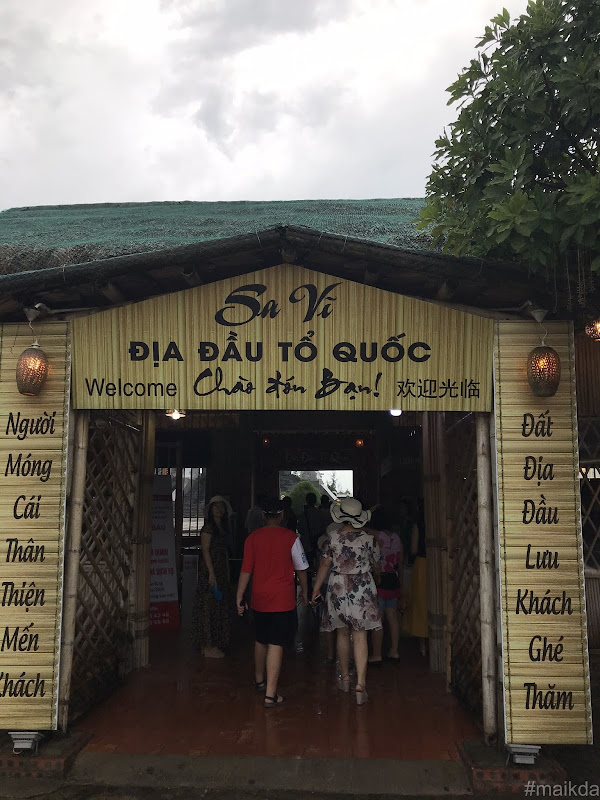 Sa Vĩ
ĐỊA ĐẦU TỔ QUỐC
Welcome Chào đón Bạn! 欢迎光临
Người
Móng
Cái
Thân
Thiện
Mến
Khách
Đất
Địa
Đầu
Lưu
Khách
Ghé
Thăm
#maikda